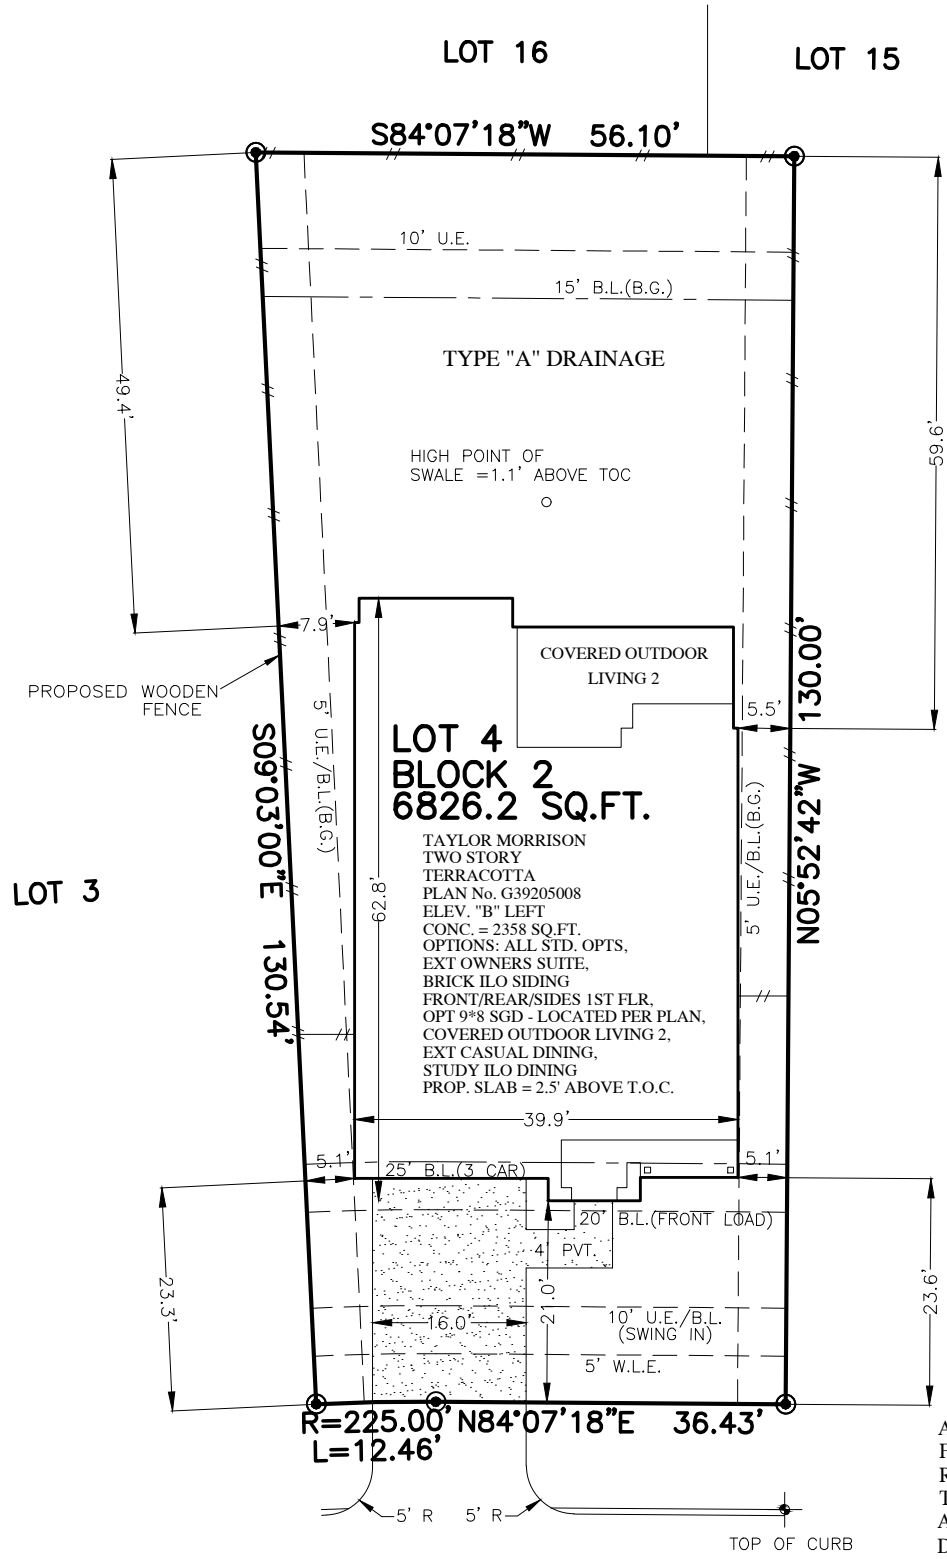 LOT 16
LOT 15
S84°07'18"W 56.10'
10' U.E.
15' B.L.(B.G.)
TYPE "A" DRAINAGE
49.4'
59.6'
HIGH POINT OF
SWALE =1.1' ABOVE TOC
7.9'
COVERED OUTDOOR
LIVING 2
PROPOSED WOODEN
FENCE
5.5'
N05°52'42"W 130.00'
S09°03'00"E 130.54'
5' U.E./B.L.(B.G.)
5' U.E./B.L.(B.G.)
LOT 4
BLOCK 2
6826.2 SQ.FT.
LOT 3
62.8'
TAYLOR MORRISON
TWO STORY
TERRACOTTA
PLAN No. G39205008
ELEV. "B" LEFT
CONC. = 2358 SQ.FT.
OPTIONS: ALL STD. OPTS,
EXT OWNERS SUITE,
BRICK ILO SIDING
FRONT/REAR/SIDES 1ST FLR,
OPT 9*8 SGD - LOCATED PER PLAN,
COVERED OUTDOOR LIVING 2,
EXT CASUAL DINING,
STUDY ILO DINING
PROP. SLAB = 2.5' ABOVE T.O.C.
39.9'
5.1'
5.1'
25' B.L.(3 CAR)
20' B.L.(FRONT LOAD)
4' PVT.
23.3'
23.6'
21.0'
16.0'
10' U.E./B.L.
(SWING IN)
5' W.L.E.
R=225.00' N84°07'18"E 36.43'
L=12.46'
5' R 5' R
TOP OF CURB